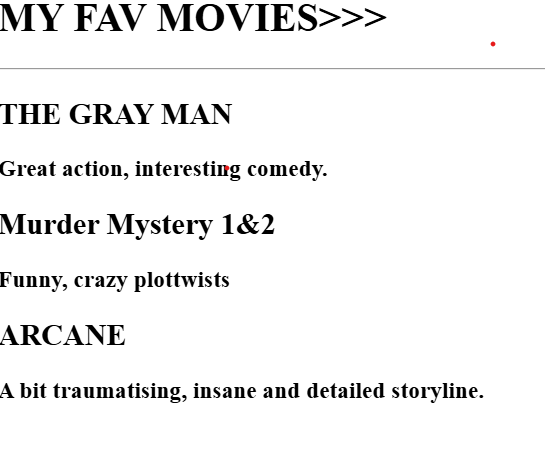 MY FAV MOVIES>>>
THE GRAY MAN
Great action, interesting comedy.
Murder Mystery 1&2
Funny, crazy plottwists
ARCANE
A bit traumatising, insane and detailed storyline.